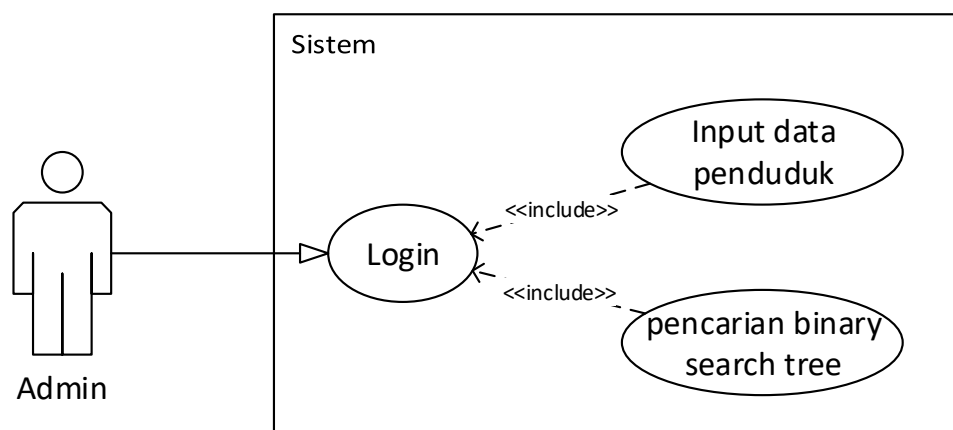 Sistem
Input data
penduduk
<<include>>
Login
<<include>>
pencarian binary
search tree
Admin